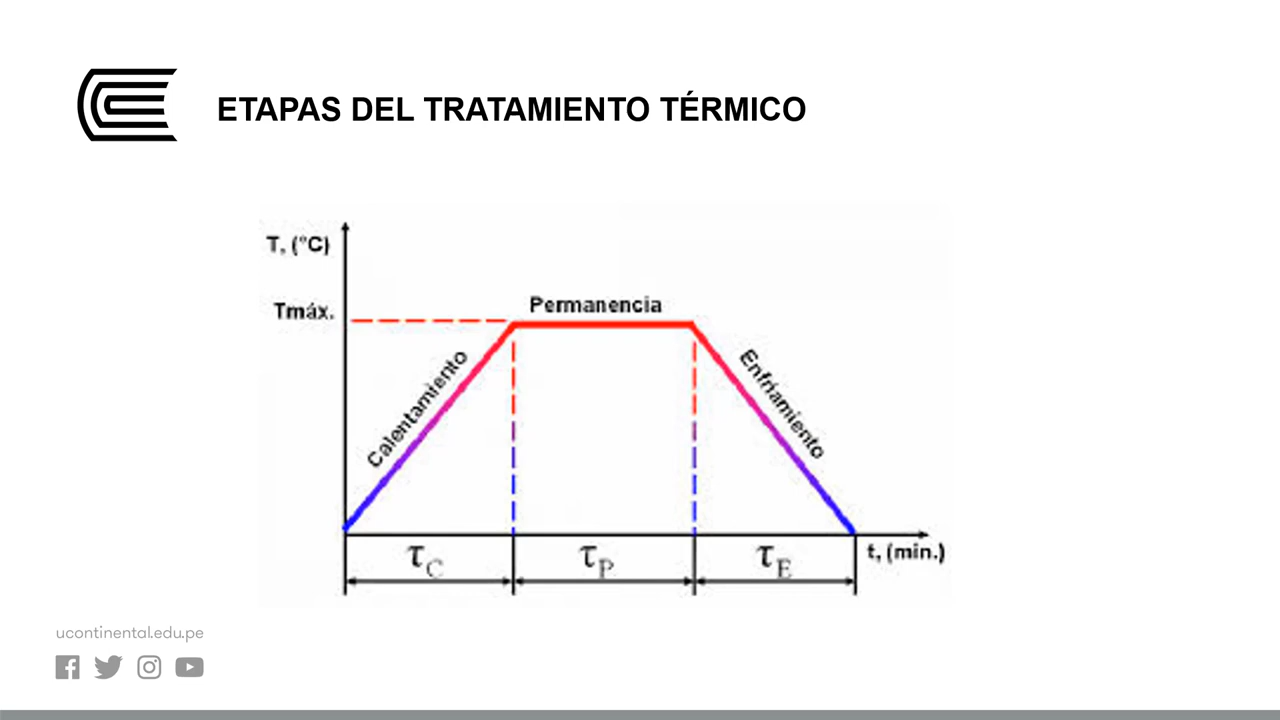 ETAPAS DEL TRATAMIENTO TÉRMICO
T, (°C)
Tmáx.
Permanencia
Calentamiento
Enfriamiento
τC
τP
τE
t, (min.)
ucontinental.edu.pe